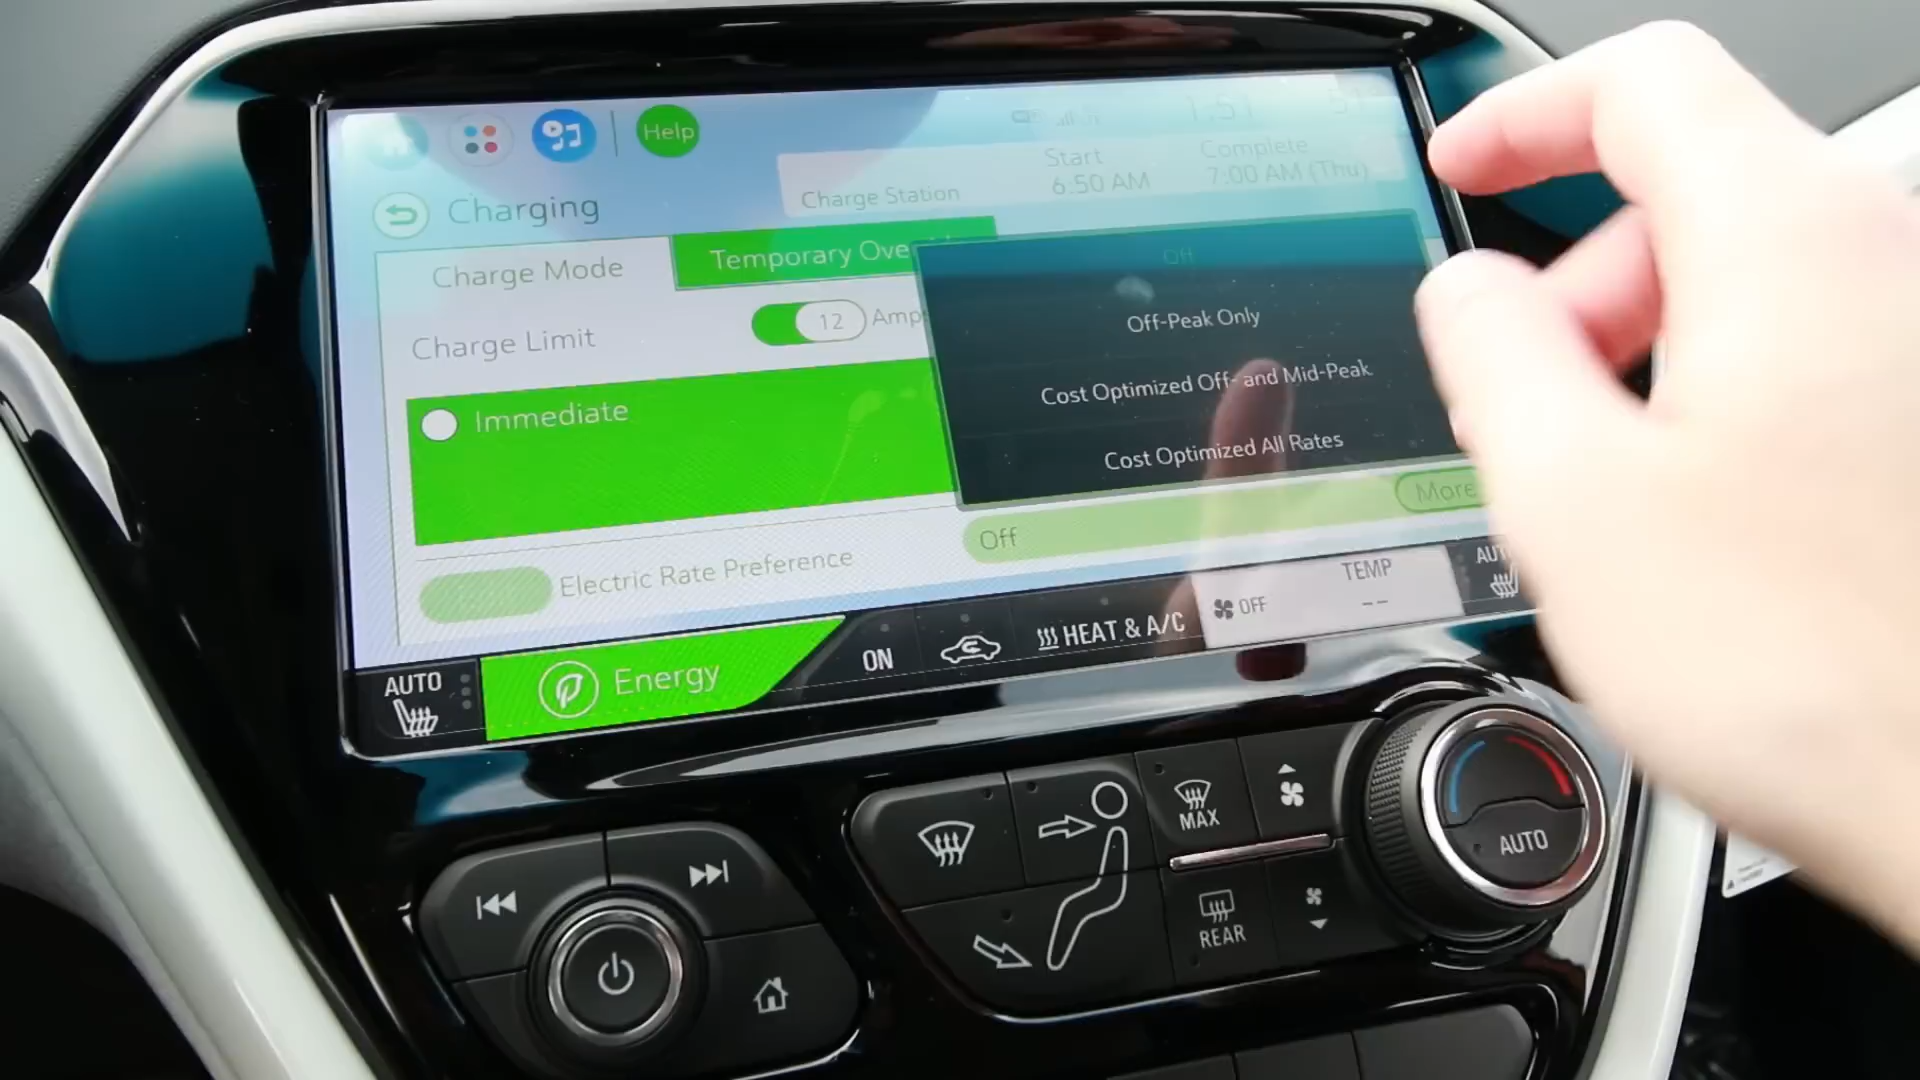 Help
1:51
Start
Complete
Charge Station
6:50 AM
7:00 AM (Thu)
Charging
Charge Mode
Temporary Ove
Off
Charge Limit
12
Amp
Off-Peak Only
Immediate
Cost Optimized Off- and Mid-Peak
Cost Optimized All Rates
More
Electric Rate Preference
Off
AUTO
Energy
ON
HEAT & A/C
OFF
TEMP
--
MAX
AUTO
REAR